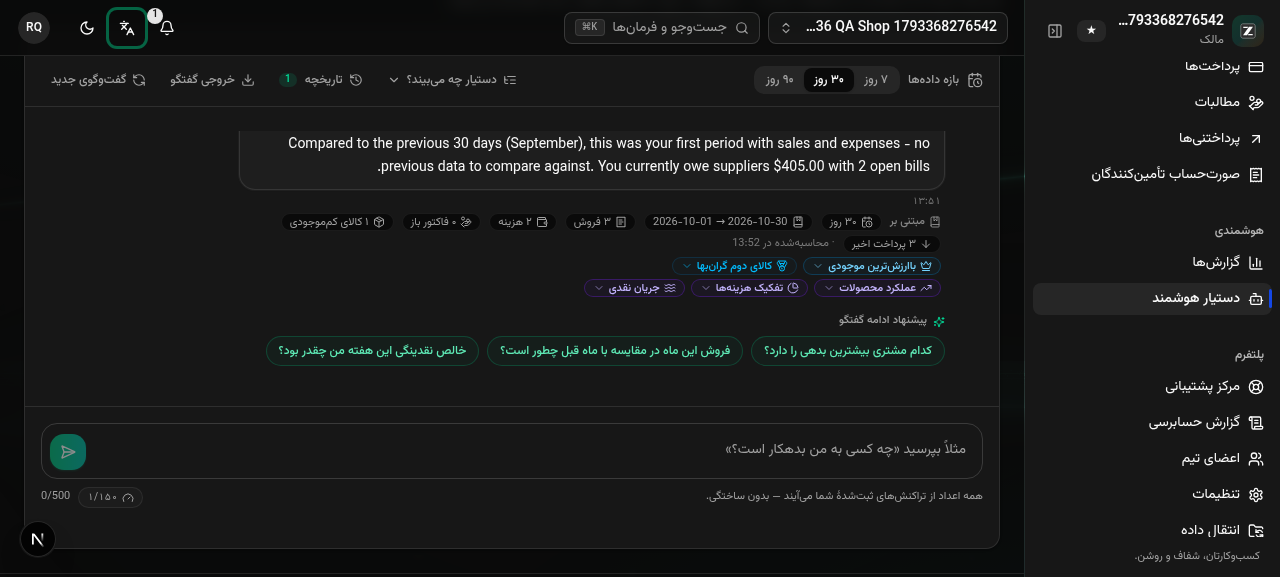 793368276542...
مالک
36 QA Shop 1793368276542...
جست‌وجو و فرمان‌ها
⌘K
1
RQ
پرداخت‌ها
مطالبات
پرداختنی‌ها
صورت‌حساب تأمین‌کنندگان
هوشمندی
گزارش‌ها
دستیار هوشمند
پلتفرم
مرکز پشتیبانی
گزارش حسابرسی
اعضای تیم
تنظیمات
انتقال داده
کسب‌وکارتان، شفاف و روشن.
بازه داده‌ها ۷ روز ۳۰ روز ۹۰ روز
دستیار چه می‌بیند؟ تاریخچه 1 خروجی گفتگو گفت‌وگوی جدید
Compared to the previous 30 days (September), this was your first period with sales and expenses - no
previous data to compare against. You currently owe suppliers $405.00 with 2 open bills.
۱۳:۵۱
مبتنی بر ۳۰ روز 2026-10-01 → 2026-10-30 ۳ فروش ۲ هزینه ۰ فاکتور باز ۱ کالای کم‌موجودی
۳ پرداخت اخیر · محاسبه‌شده در 13:52
باارزش‌ترین موجودی کالای دوم گران‌بها
عملکرد محصولات تفکیک هزینه‌ها جریان نقدی
پیشنهاد ادامه گفتگو
کدام مشتری بیشترین بدهی را دارد؟ فروش این ماه در مقایسه با ماه قبل چطور است؟ خالص نقدینگی این هفته من چقدر بود؟
مثلاً بپرسید «چه کسی به من بدهکار است؟»
همه اعداد از تراکنش‌های ثبت‌شدهٔ شما می‌آیند — بدون ساختگی.
۱/۱۵۰ 0/500
N